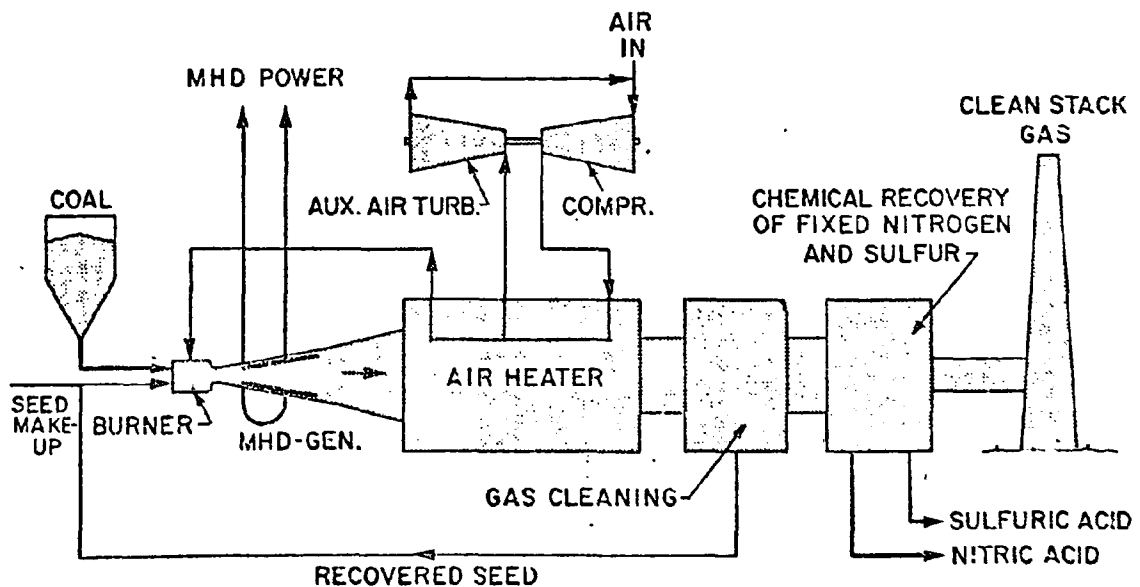 AIR
IN
MHD POWER
CLEAN STACK
GAS
AUX. AIR TURB.
COMPR.
CHEMICAL RECOVERY
OF FIXED NITROGEN
AND SULFUR
COAL
AIR HEATER
SEED
MAKE-
UP
BURNER
MHD-GEN.
GAS CLEANING
SULFURIC ACID
NITRIC ACID
RECOVERED SEED